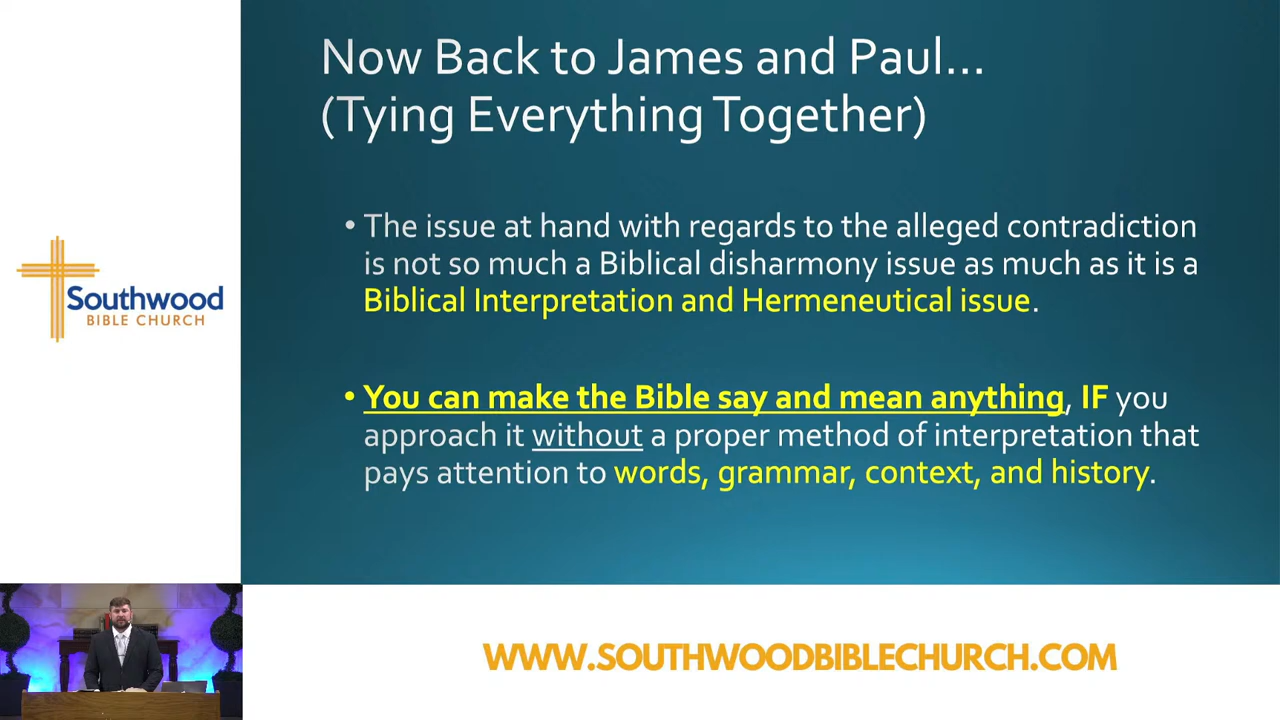 Now Back to James and Paul...
(Tying Everything Together)
• The issue at hand with regards to the alleged contradiction
is not so much a Biblical disharmony issue as much as it is a
Biblical Interpretation and Hermeneutical issue.
• You can make the Bible say and mean anything, IF you
approach it without a proper method of interpretation that
pays attention to words, grammar, context, and history.
Southwood
BIBLE CHURCH
WWW.SOUTHWOODBIBLECHURCH.COM